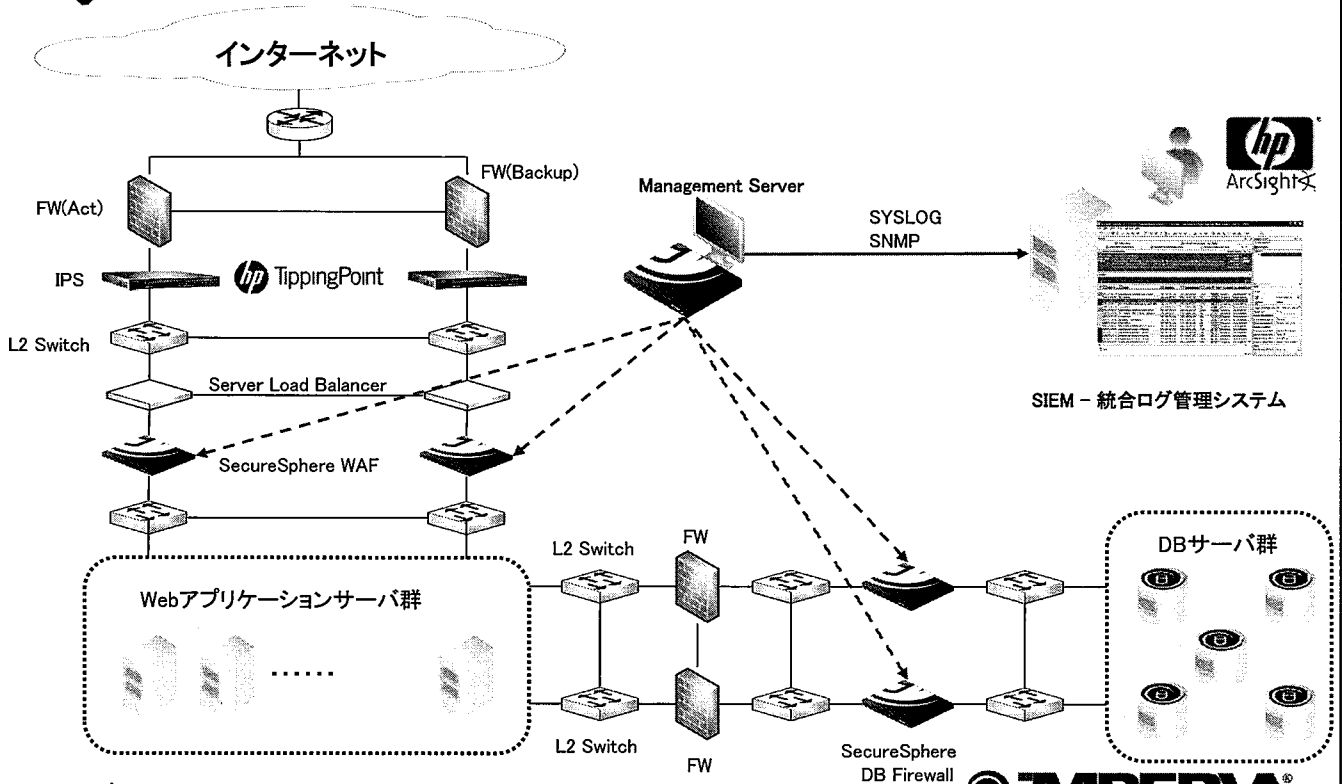 インターネット
FW(Act)
FW(Backup)
IPS
hp TippingPoint
L2 Switch
Server Load Balancer
SecureSphere WAF
Management Server
SYSLOG
SNMP
hp
ArcSight
SIEM − 統合ログ管理システム
Webアプリケーションサーバ群
......
L2 Switch
FW
L2 Switch
FW
SecureSphere
DB Firewall
DBサーバ群